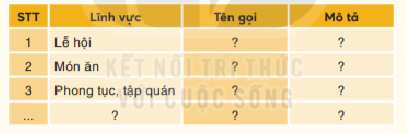 STT Lĩnh vực Tên gọi Mô tả
1 Lễ hội ? ?
2 Món ăn ? ?
3 Phong tục, tập quán ? ?
... ? ? ?
KẾT NỐI TRI THỨC
VỚI CUỘC SỐNG